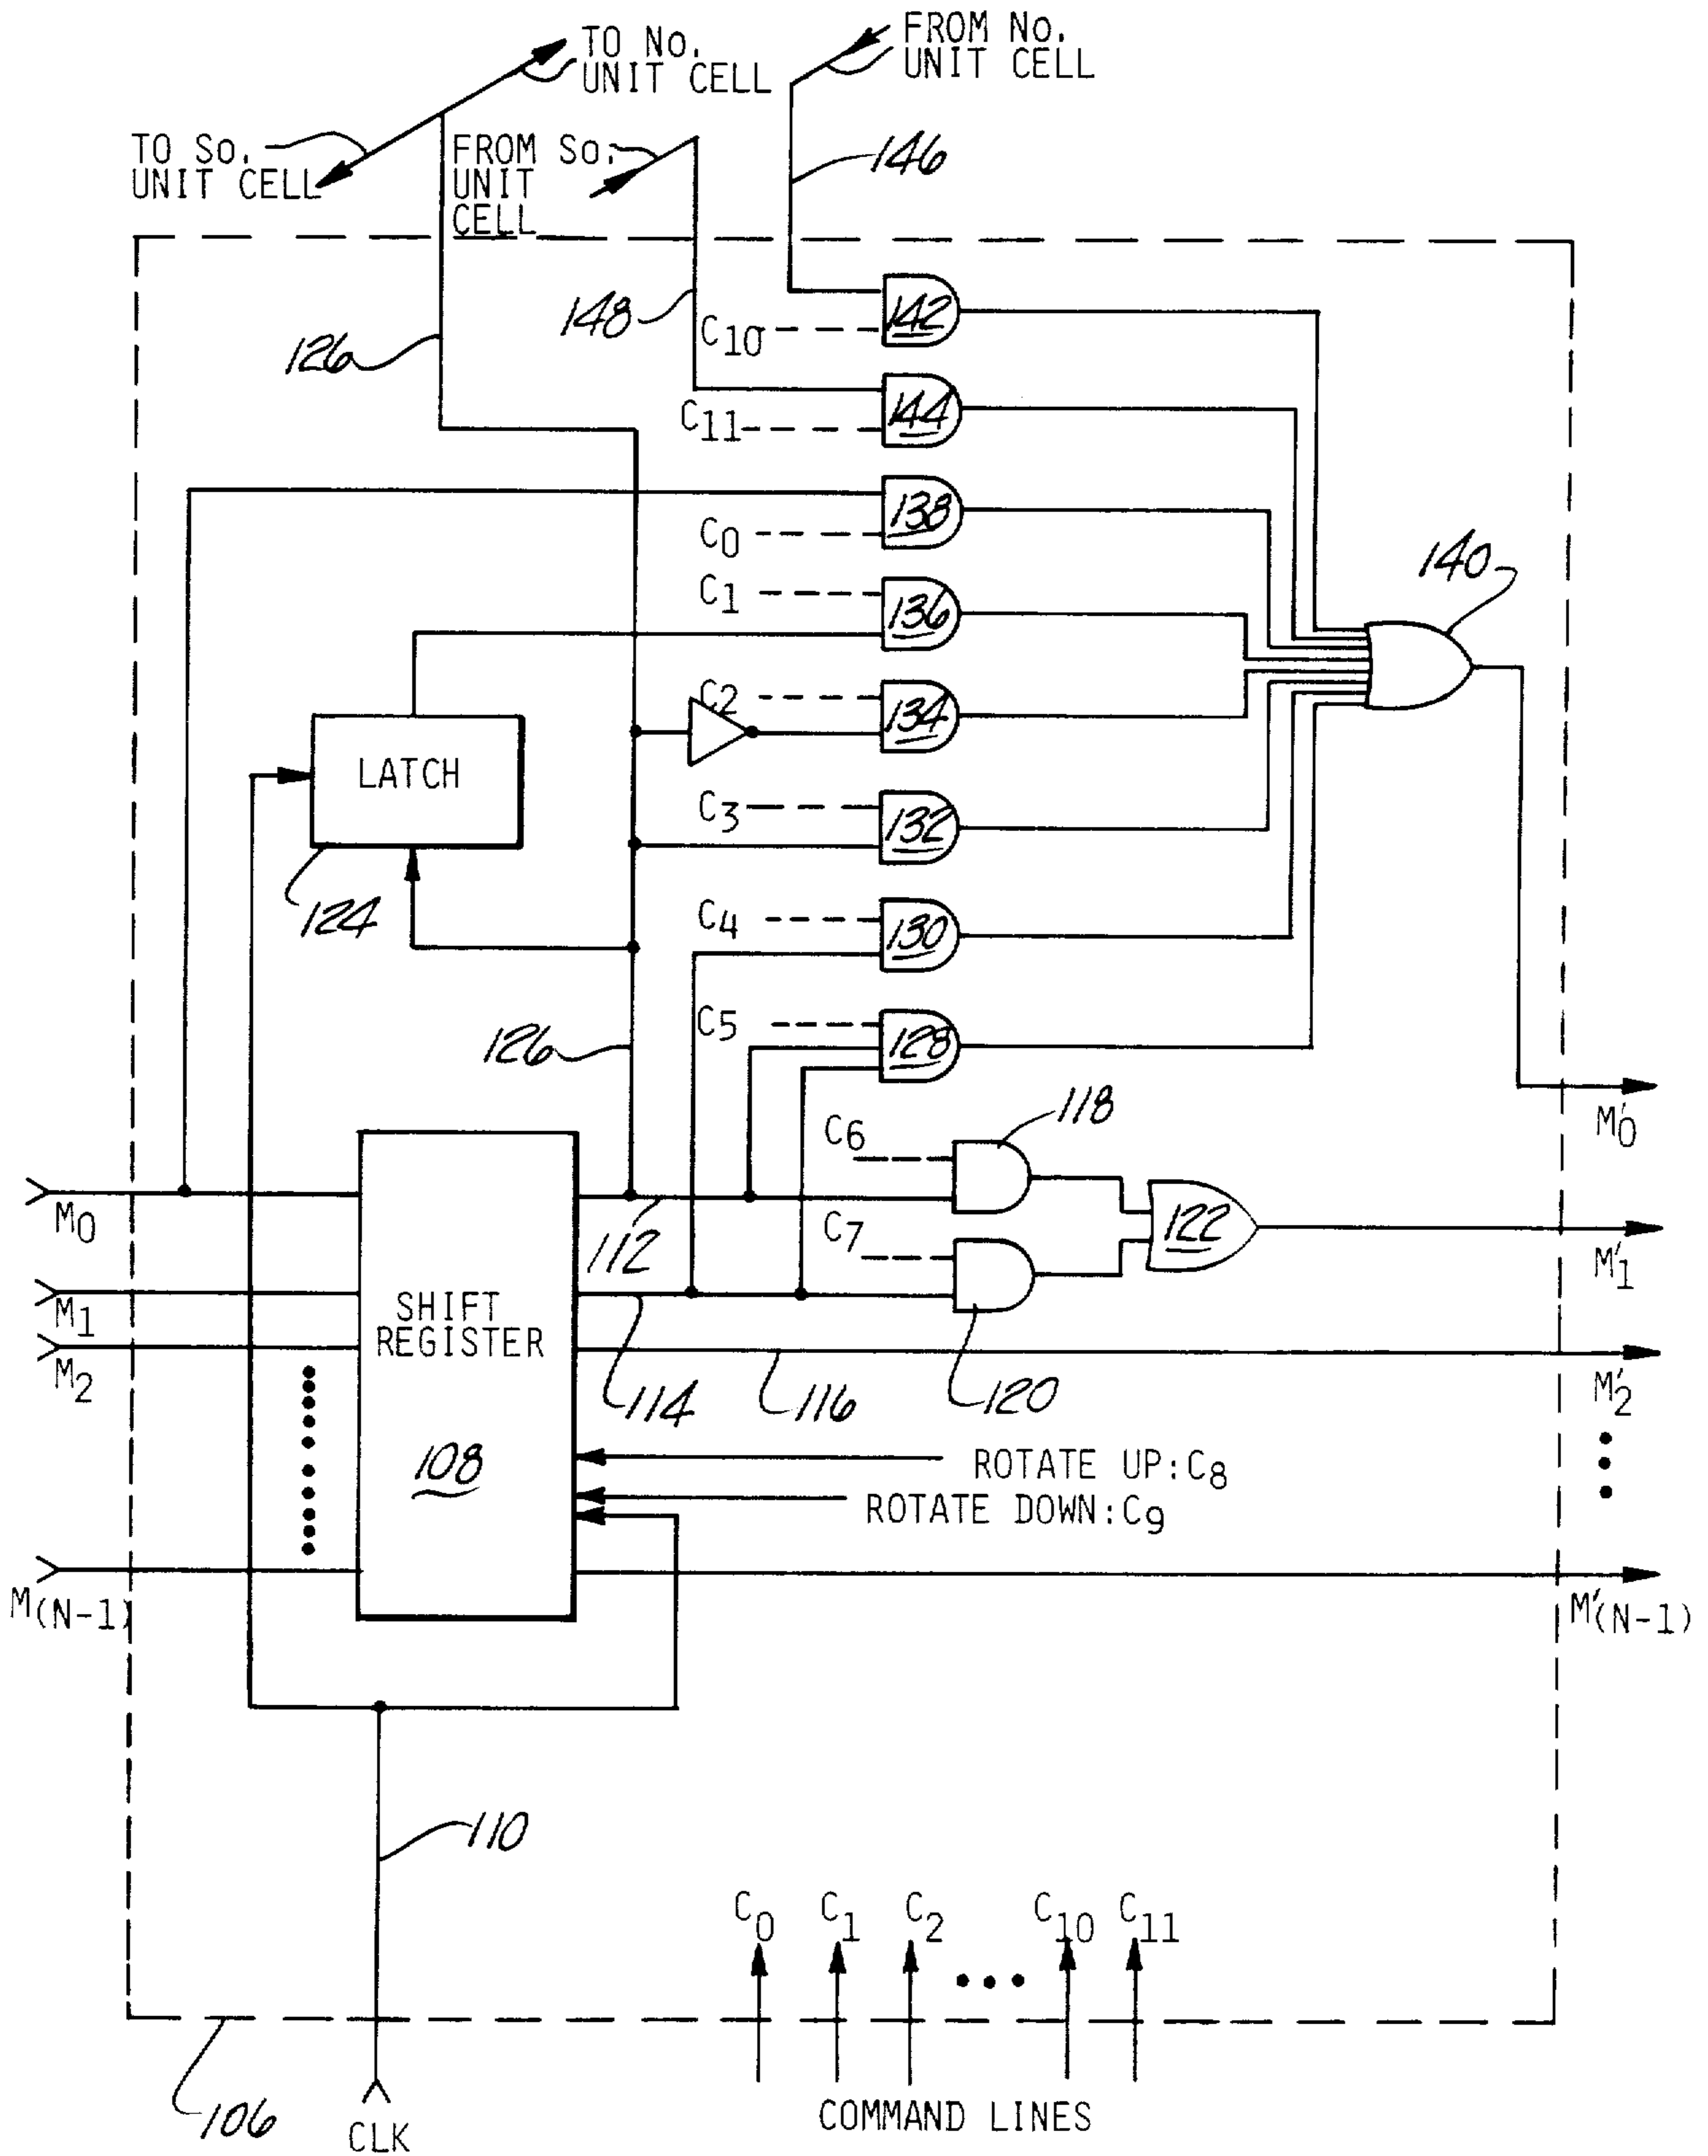 TO No.
UNIT CELL
FROM No.
UNIT CELL
TO So.
UNIT CELL
FROM So.
UNIT
CELL
146
126
148
C10
142
C11
144
C0
138
C1
136
140
C2
134
LATCH
124
C3
132
C4
130
C5
128
126
118
C6
M'0
M0
112
C7
122
M'1
M1
SHIFT
REGISTER
M2
114
116
120
M'2
108
ROTATE UP:C8
ROTATE DOWN:C9
M(N-1)
M'(N-1)
110
C0
C1
C2
C10
C11
106
CLK
COMMAND LINES